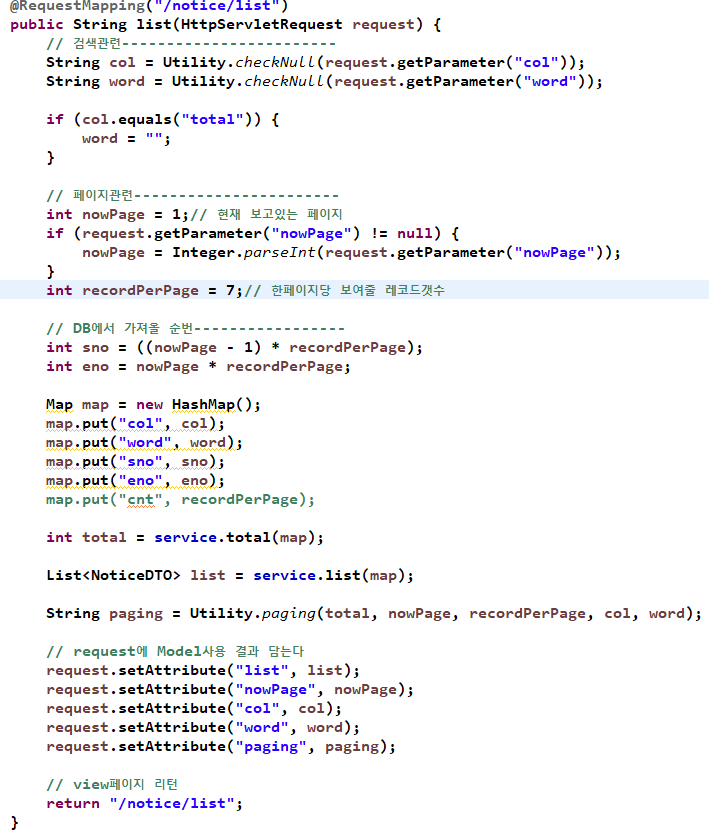 @RequestMapping("/notice/list")
public String list(HttpServletRequest request) {
    // 검색관련------------------------
    String col = Utility.checkNull(request.getParameter("col"));
    String word = Utility.checkNull(request.getParameter("word"));

    if (col.equals("total")) {
        word = "";
    }

    // 페이지관련-----------------------
    int nowPage = 1;// 현재 보고있는 페이지
    if (request.getParameter("nowPage") != null) {
        nowPage = Integer.parseInt(request.getParameter("nowPage"));
    }
    int recordPerPage = 7;// 한페이지당 보여줄 레코드갯수

    // DB에서 가져올 순번-----------------
    int sno = ((nowPage - 1) * recordPerPage);
    int eno = nowPage * recordPerPage;

    Map map = new HashMap();
    map.put("col", col);
    map.put("word", word);
    map.put("sno", sno);
    map.put("eno", eno);
    map.put("cnt", recordPerPage);

    int total = service.total(map);

    List<NoticeDTO> list = service.list(map);

    String paging = Utility.paging(total, nowPage, recordPerPage, col, word);

    // request에 Model사용 결과 담는다
    request.setAttribute("list", list);
    request.setAttribute("nowPage", nowPage);
    request.setAttribute("col", col);
    request.setAttribute("word", word);
    request.setAttribute("paging", paging);

    // view페이지 리턴
    return "/notice/list";
}